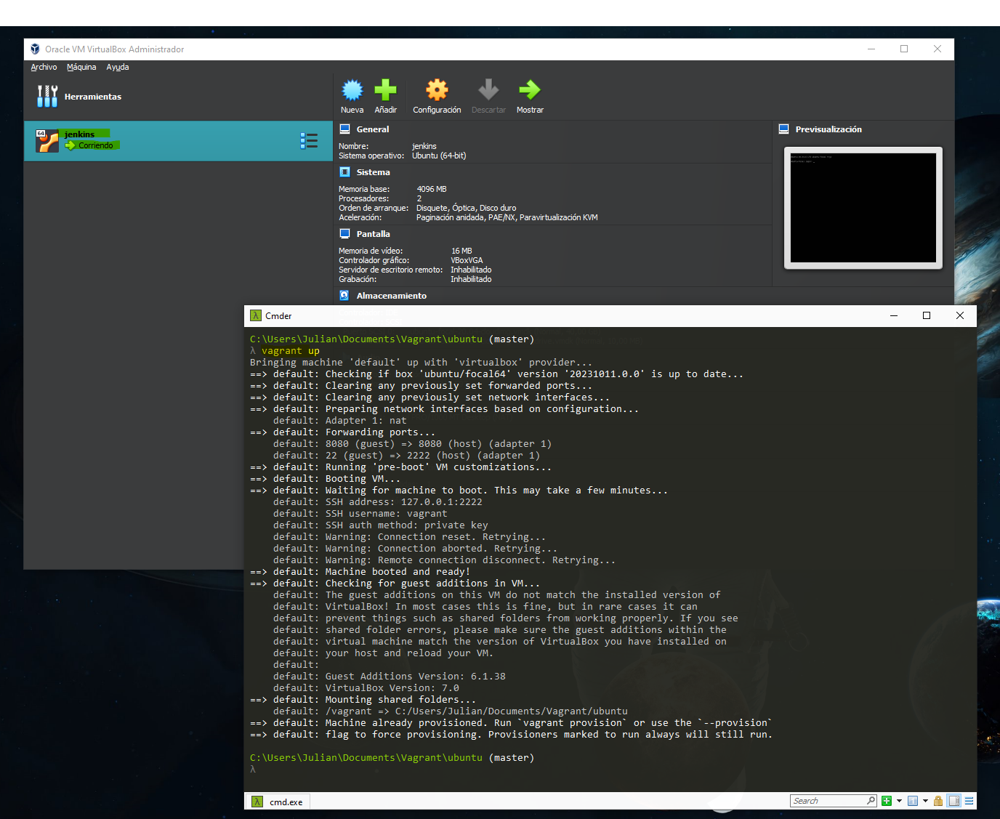 Oracle VM VirtualBox Administrador
Archivo Máquina Ayuda
Herramientas
Nueva Añadir Configuración Descartar Mostrar
64 jenkins
Corriendo
General
Nombre: jenkins
Sistema operativo: Ubuntu (64-bit)
Sistema
Memoria base: 4096 MB
Procesadores: 2
Orden de arranque: Disquete, Óptica, Disco duro
Aceleración: Paginación anidada, PAE/NX, Paravirtualización KVM
Pantalla
Memoria de vídeo: 16 MB
Controlador gráfico: VBoxVGA
Servidor de escritorio remoto: Inhabilitado
Grabación: Inhabilitado
Almacenamiento
Previsualización
λ Cmder
C:\Users\Julian\Documents\Vagrant\ubuntu (master)
λ vagrant up
Bringing machine 'default' up with 'virtualbox' provider...
==> default: Checking if box 'ubuntu/focal64' version '20231011.0.0' is up to date...
==> default: Clearing any previously set forwarded ports...
==> default: Clearing any previously set network interfaces...
==> default: Preparing network interfaces based on configuration...
default: Adapter 1: nat
==> default: Forwarding ports...
default: 8080 (guest) => 8080 (host) (adapter 1)
default: 22 (guest) => 2222 (host) (adapter 1)
==> default: Running 'pre-boot' VM customizations...
==> default: Booting VM...
==> default: Waiting for machine to boot. This may take a few minutes...
default: SSH address: 127.0.0.1:2222
default: SSH username: vagrant
default: SSH auth method: private key
default: Warning: Connection reset. Retrying...
default: Warning: Connection aborted. Retrying...
default: Warning: Remote connection disconnect. Retrying...
==> default: Machine booted and ready!
==> default: Checking for guest additions in VM...
default: The guest additions on this VM do not match the installed version of
default: VirtualBox! In most cases this is fine, but in rare cases it can
default: prevent things such as shared folders from working properly. If you see
default: shared folder errors, please make sure the guest additions within the
default: virtual machine match the version of VirtualBox you have installed on
default: your host and reload your VM.
default:
default: Guest Additions Version: 6.1.38
default: VirtualBox Version: 7.0
==> default: Mounting shared folders...
default: /vagrant => C:/Users/Julian/Documents/Vagrant/ubuntu
==> default: Machine already provisioned. Run `vagrant provision` or use the `--provision`
==> default: flag to force provisioning. Provisioners marked to run always will still run.
C:\Users\Julian\Documents\Vagrant\ubuntu (master)
λ
λ cmd.exe
Search